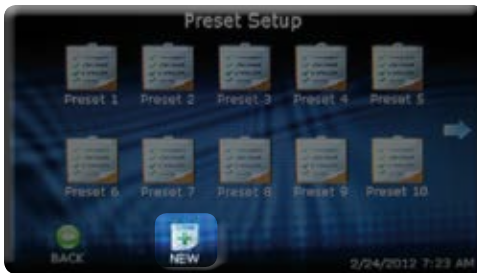 Preset Setup
Preset 1 Preset 2 Preset 3 Preset 4 Preset 5
Preset 6 Preset 7 Preset 8 Preset 9 Preset 10
BACK NEW 2/24/2012 7:23 AM